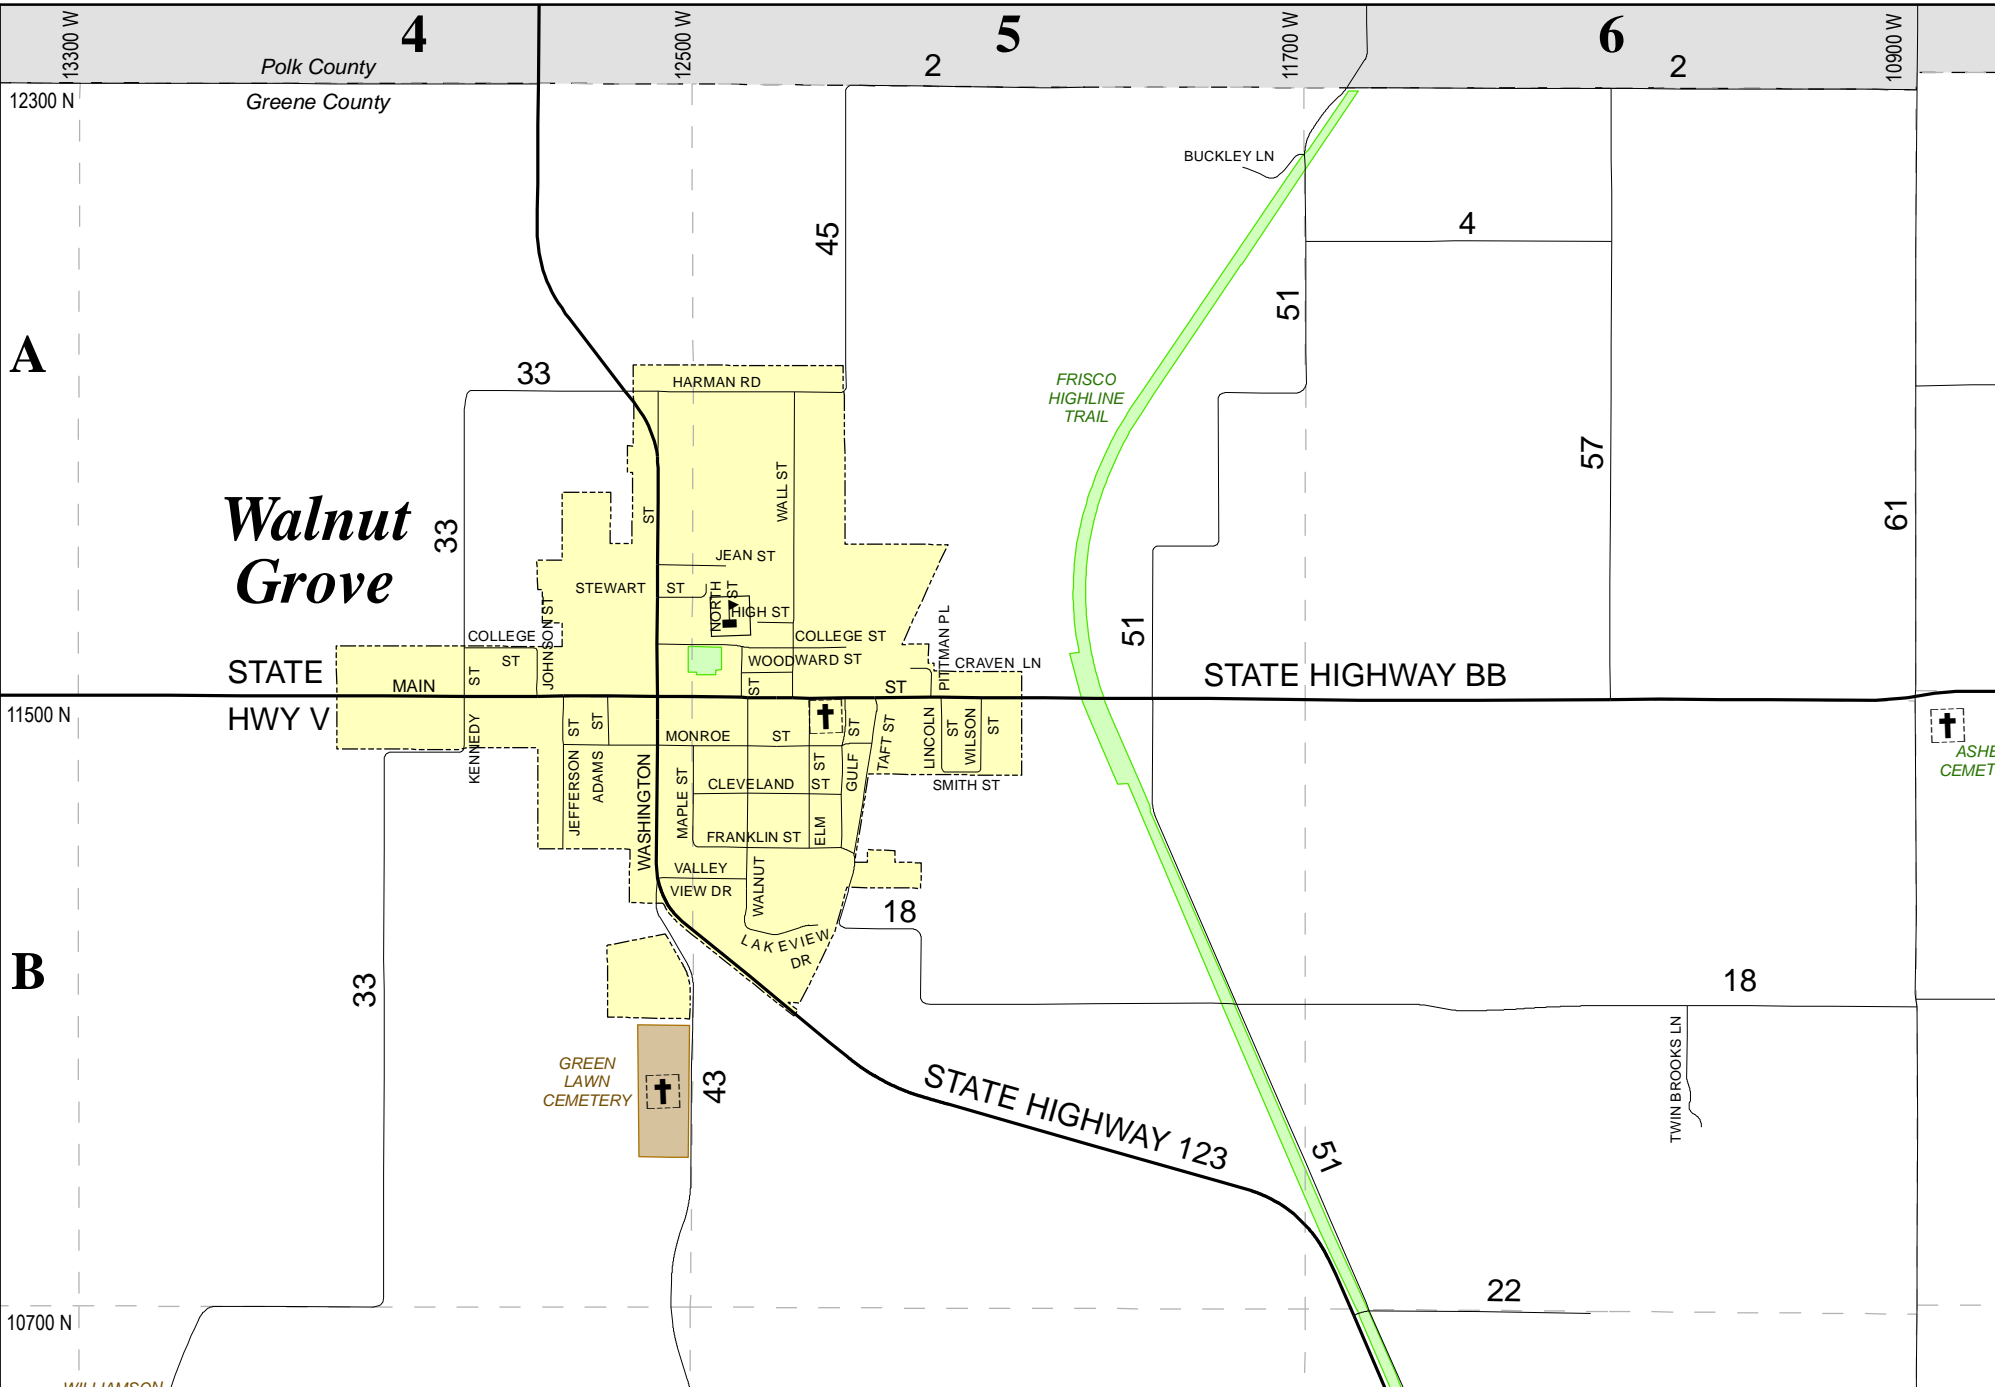 13300 W
4
12500 W
5
11700 W
6
10900 W
Polk County
2
2
12300 N
Greene County
BUCKLEY LN
45
4
51
A
33
HARMAN RD
FRISCO
HIGHLINE
TRAIL
57
Walnut
Grove
33
ST
WALL ST
61
JEAN ST
STEWART ST
NORTH
ST
HIGH ST
JOHNSON ST
COLLEGE
ST
COLLEGE ST
PITTMAN PL
51
STATE
ST
WOODWARD ST
CRAVEN LN
MAIN
ST
ST
STATE HIGHWAY BB
11500 N
HWY V
KENNEDY
JEFFERSON
ST
ADAMS
ST
MONROE ST
GULF
ST
TAFT ST
LINCOLN
ST
WILSON
ST
ASHE
CEMET
WASHINGTON
MAPLE ST
CLEVELAND ST
ELM
ST
SMITH ST
FRANKLIN ST
VALLEY
VIEW DR
WALNUT
18
LAKEVIEW
DR
B
33
18
GREEN
LAWN
CEMETERY
43
STATE HIGHWAY 123
51
TWIN BROOKS LN
22
10700 N
WILLIAMSON